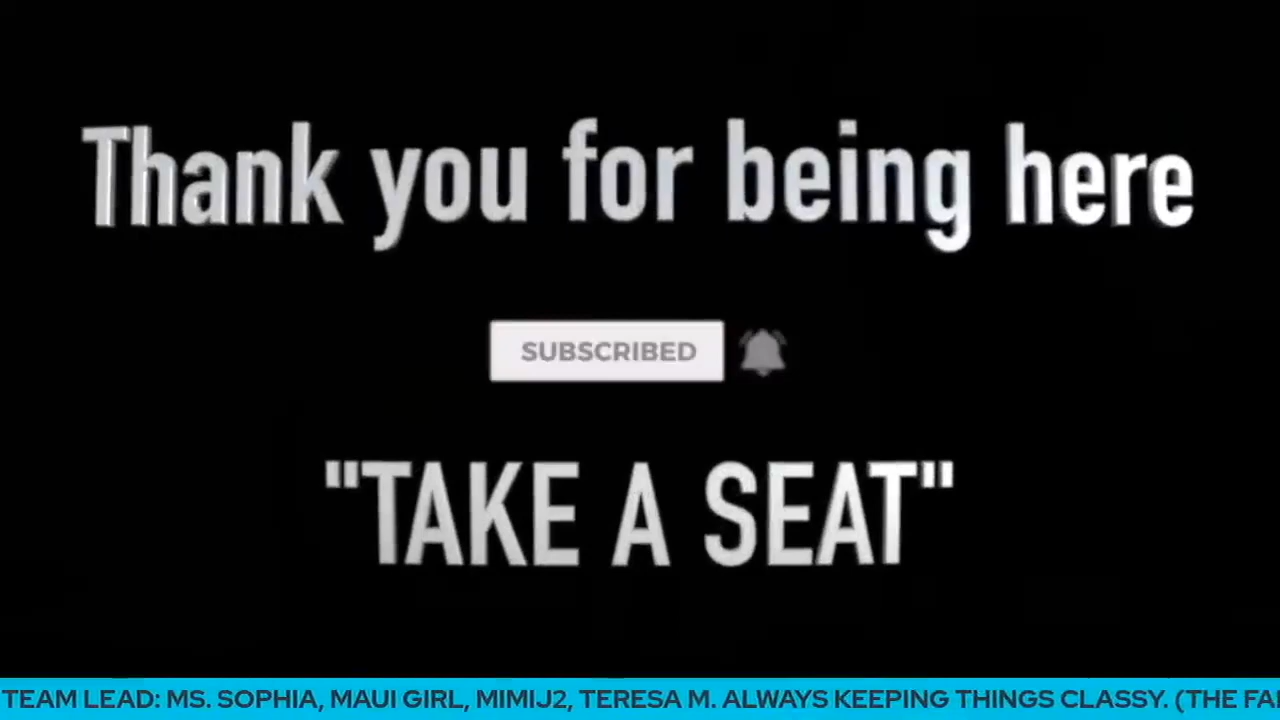 Thank you for being here
SUBSCRIBED
"TAKE A SEAT"
TEAM LEAD: MS. SOPHIA, MAUI GIRL, MIMIJ2, TERESA M. ALWAYS KEEPING THINGS CLASSY. (THE